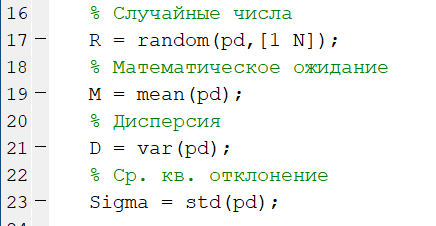 16 % Случайные числа
17 — R = random(pd,[1 N]);
18 % Математическое ожидание
19 — M = mean(pd);
20 % Дисперсия
21 — D = var(pd);
22 % Ср. кв. отклонение
23 — Sigma = std(pd);